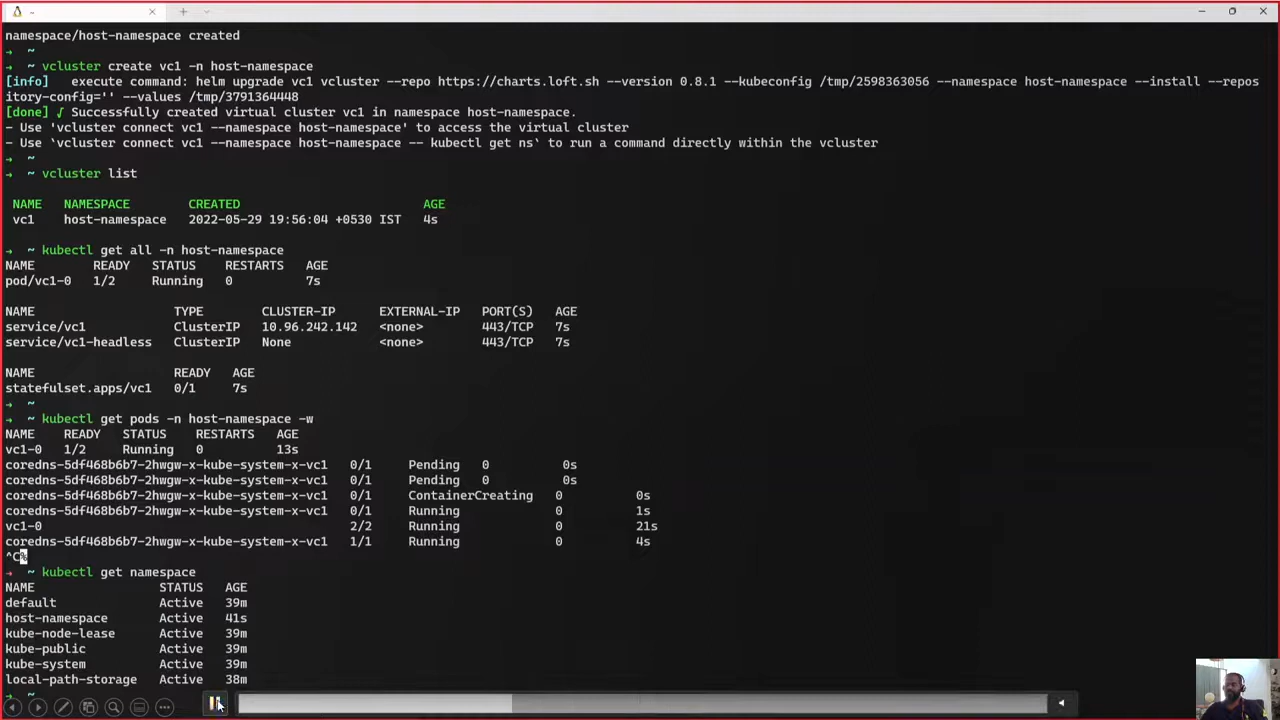 ~
namespace/host-namespace created
→ ~
→ ~ vcluster create vc1 -n host-namespace
[info]   execute command: helm upgrade vc1 vcluster --repo https://charts.loft.sh --version 0.8.1 --kubeconfig /tmp/2598363056 --namespace host-namespace --install --repos
itory-config='' --values /tmp/3791364448
[done] √ Successfully created virtual cluster vc1 in namespace host-namespace.
- Use 'vcluster connect vc1 --namespace host-namespace' to access the virtual cluster
- Use `vcluster connect vc1 --namespace host-namespace -- kubectl get ns` to run a command directly within the vcluster
→ ~
→ ~ vcluster list
NAME   NAMESPACE        CREATED                         AGE
vc1    host-namespace   2022-05-29 19:56:04 +0530 IST   4s
→ ~ kubectl get all -n host-namespace
NAME        READY   STATUS    RESTARTS   AGE
pod/vc1-0   1/2     Running   0          7s
NAME                   TYPE        CLUSTER-IP      EXTERNAL-IP   PORT(S)   AGE
service/vc1            ClusterIP   10.96.242.142   <none>        443/TCP   7s
service/vc1-headless   ClusterIP   None            <none>        443/TCP   7s
NAME                   READY   AGE
statefulset.apps/vc1   0/1     7s
→ ~
→ ~ kubectl get pods -n host-namespace -w
NAME    READY   STATUS    RESTARTS   AGE
vc1-0   1/2     Running   0          13s
coredns-5df468b6b7-2hwgw-x-kube-system-x-vc1   0/1     Pending   0          0s
coredns-5df468b6b7-2hwgw-x-kube-system-x-vc1   0/1     Pending   0          0s
coredns-5df468b6b7-2hwgw-x-kube-system-x-vc1   0/1     ContainerCreating   0             0s
coredns-5df468b6b7-2hwgw-x-kube-system-x-vc1   0/1     Running             0             1s
vc1-0                                          2/2     Running             0             21s
coredns-5df468b6b7-2hwgw-x-kube-system-x-vc1   1/1     Running             0             4s
^C%
→ ~ kubectl get namespace
NAME                 STATUS   AGE
default              Active   39m
host-namespace       Active   41s
kube-node-lease      Active   39m
kube-public          Active   39m
kube-system          Active   39m
local-path-storage   Active   38m
→ ~